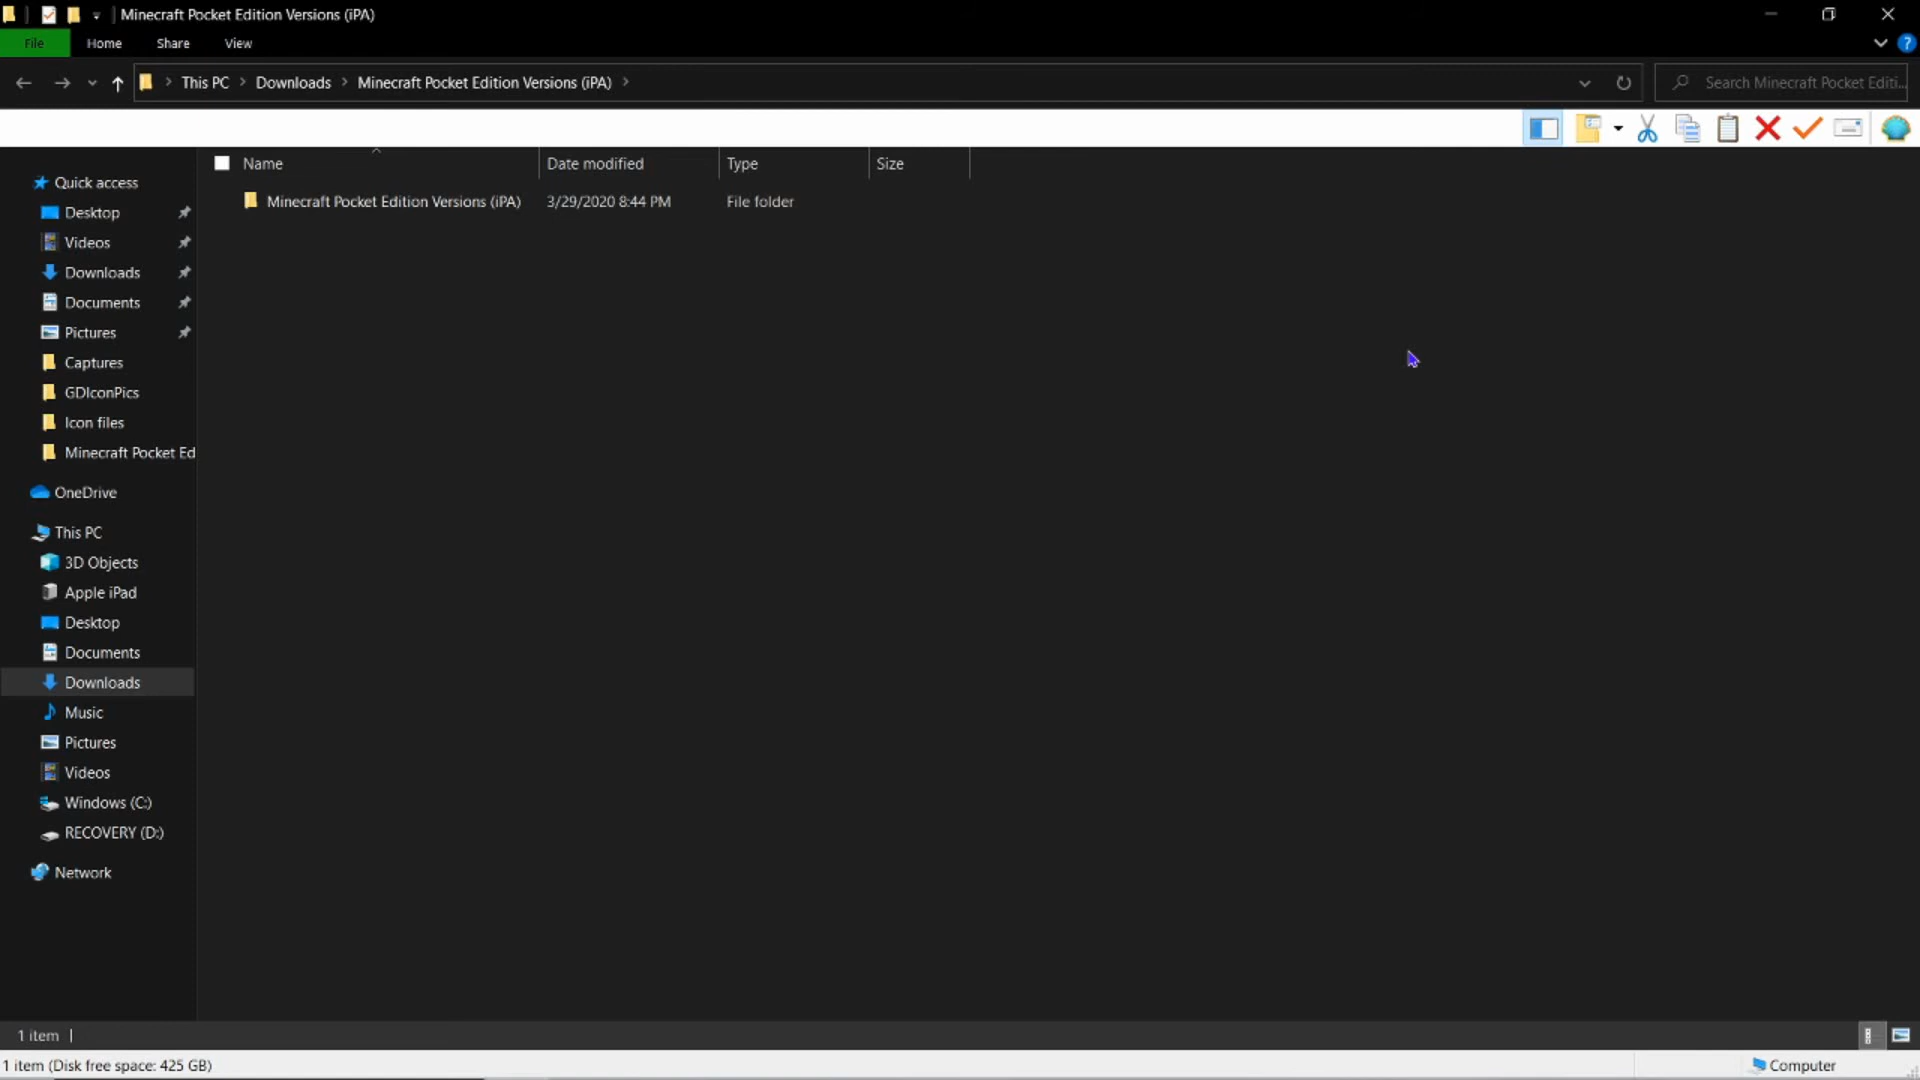 Minecraft Pocket Edition Versions (iPA)
File Home Share View
This PC Downloads Minecraft Pocket Edition Versions (iPA)
Search Minecraft Pocket Editi...
Name Date modified Type Size
Minecraft Pocket Edition Versions (iPA) 3/29/2020 8:44 PM File folder
Quick access
Desktop
Videos
Downloads
Documents
Pictures
Captures
GDIconPics
Icon files
Minecraft Pocket Ed
OneDrive
This PC
3D Objects
Apple iPad
Desktop
Documents
Downloads
Music
Pictures
Videos
Windows (C:)
RECOVERY (D:)
Network
1 item
1 item (Disk free space: 425 GB)
Computer